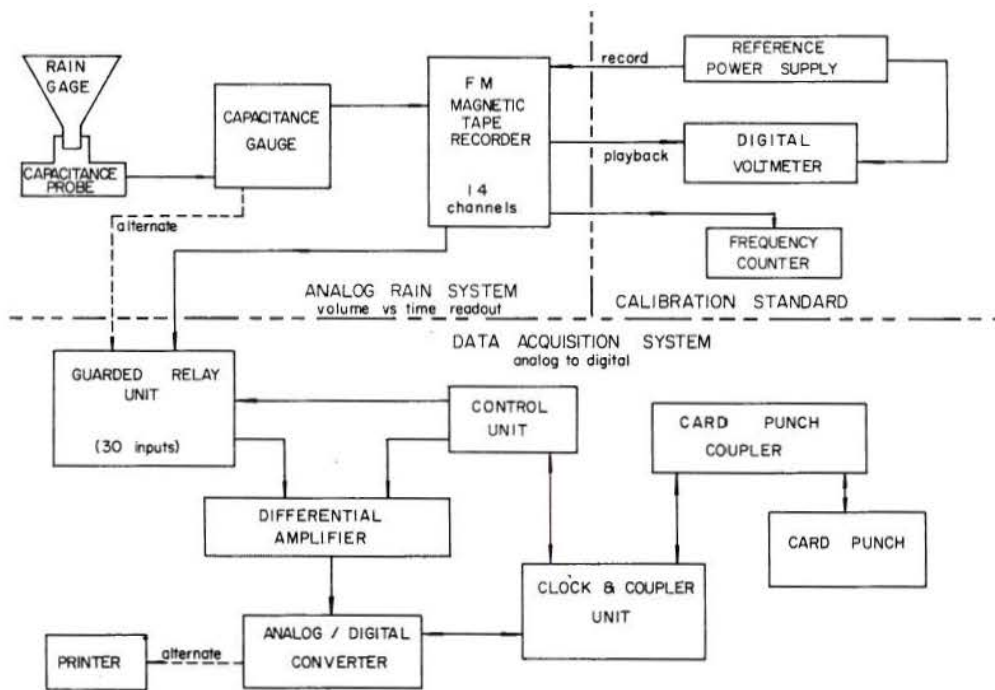 RAIN
GAGE
CAPACITANCE
PROBE
CAPACITANCE
GAUGE
alternate
FM
MAGNETIC
TAPE
RECORDER
14
channels
record
playback
REFERENCE
POWER SUPPLY
DIGITAL
VOLTMETER
FREQUENCY
COUNTER
ANALOG RAIN SYSTEM
volume vs time readout
CALIBRATION STANDARD
DATA ACQUISITION SYSTEM
analog to digital
GUARDED RELAY
UNIT
(30 inputs)
CONTROL
UNIT
CARD PUNCH
COUPLER
DIFFERENTIAL
AMPLIFIER
CARD PUNCH
CLOCK & COUPLER
UNIT
ANALOG / DIGITAL
CONVERTER
alternate
PRINTER